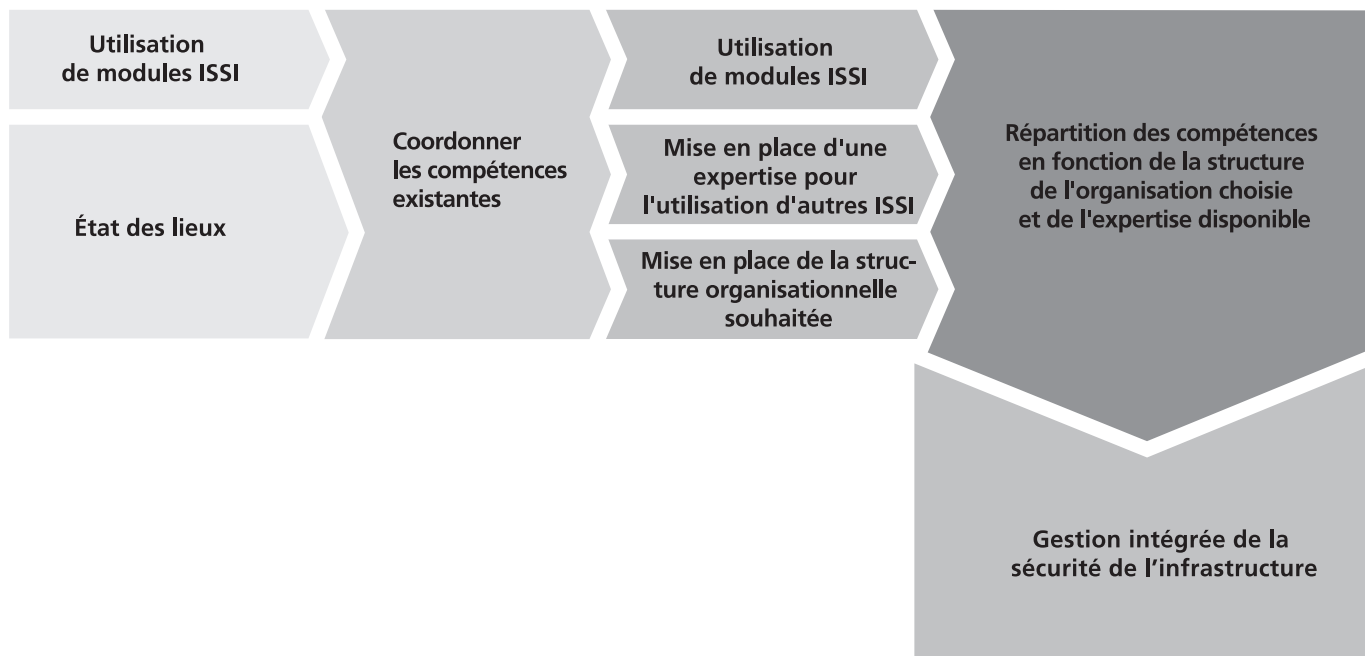 Utilisation
de modules ISSI
État des lieux
Coordonner
les compétences
existantes
Utilisation
de modules ISSI
Mise en place d'une
expertise pour
l'utilisation d'autres ISSI
Mise en place de la struc-
ture organisationnelle
souhaitée
Répartition des compétences
en fonction de la structure
de l'organisation choisie
et de l'expertise disponible
Gestion intégrée de la
sécurité de l’infrastructure